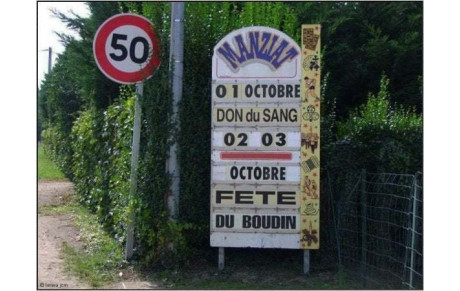 50
MANZIAT
01 OCTOBRE
DON du SANG
02 03
OCTOBRE
FETE
DU BOUDIN